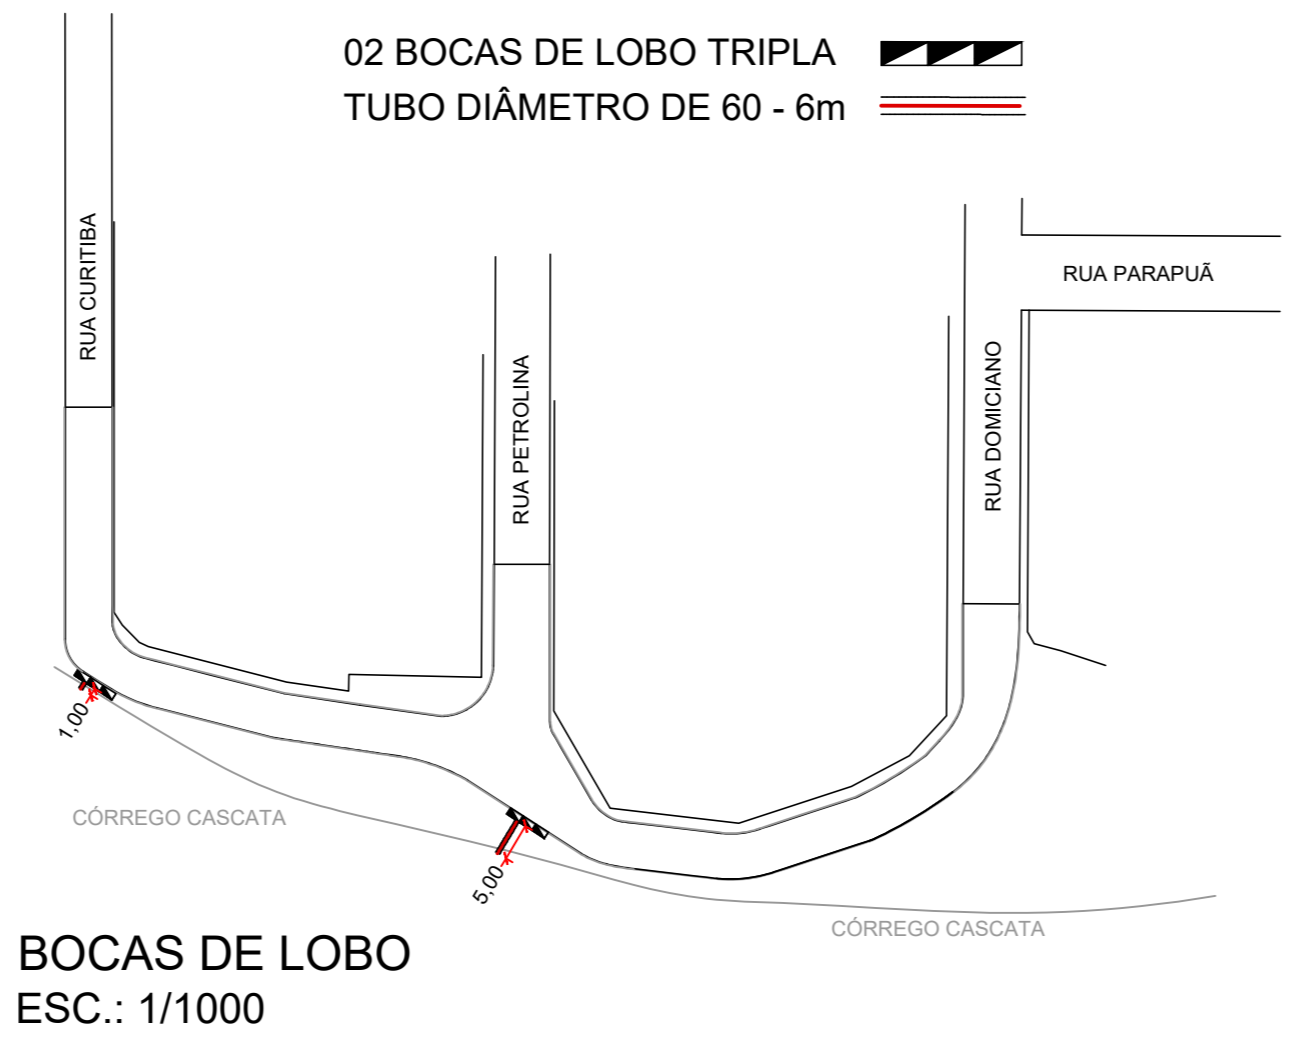 02 BOCAS DE LOBO TRIPLA
TUBO DIÂMETRO DE 60 - 6m
RUA CURITIBA
RUA PETROLINA
RUA DOMICIANO
RUA PARAPUÃ
1,00
CÓRREGO CASCATA
5,00
CÓRREGO CASCATA
BOCAS DE LOBO
ESC.: 1/1000